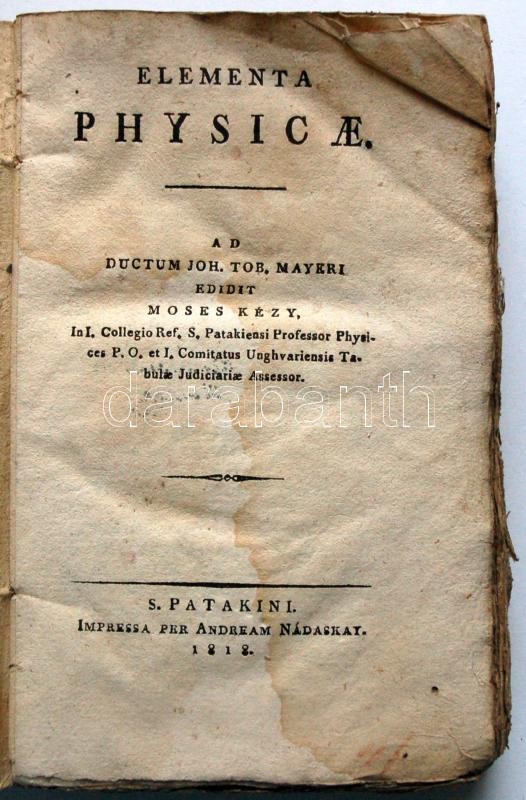 ELEMENTA
PHYSICÆ.
AD
DUCTUM JOH. TOB. MAYERI
EDIDIT
MOSES KÉZY,
In I. Collegio Ref. S. Patakiensi Professor Physi-
ces P. O. et I. Comitatus Unghvariensis Ta-
bulæ Judiciariæ Assessor.
darabanth
S. PATAKINI.
IMPRESSA PER ANDREAM NÁDASKAY.
1818.